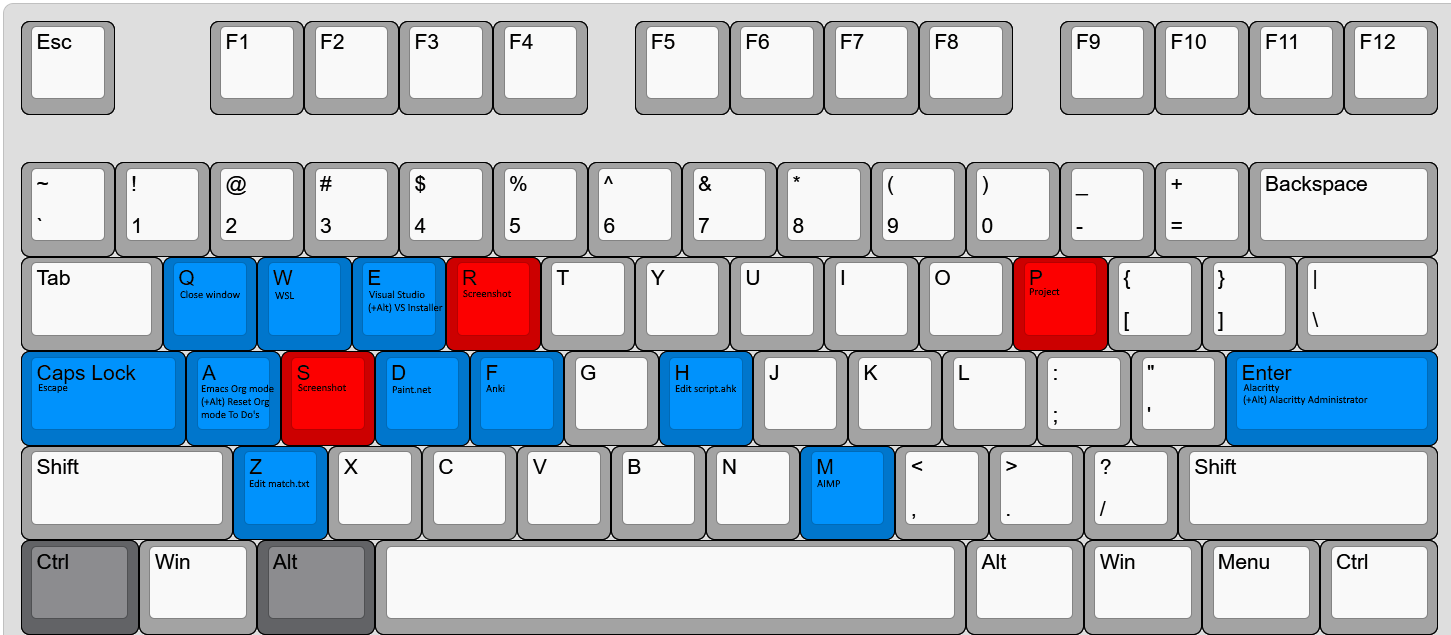 Esc F1 F2 F3 F4 F5 F6 F7 F8 F9 F10 F11 F12
~ ! @ # $ % ^ & * ( ) _ + Backspace
` 1 2 3 4 5 6 7 8 9 0 - =
Tab Q W E R T Y U I O P { } |
Close window WSL Visual Studio Screenshot Project
(+Alt) VS Installer
[ ] \
Caps Lock A S D F G H J K L : " Enter
Escape Emacs Org mode Screenshot Paint.net Anki Edit script.ahk Alacritty
(+Alt) Reset Org (+Alt) Alacritty Administrator
mode To Do's ; '
Shift Z X C V B N M < > ? Shift
Edit match.txt AIMP
, . /
Ctrl Win Alt Alt Win Menu Ctrl